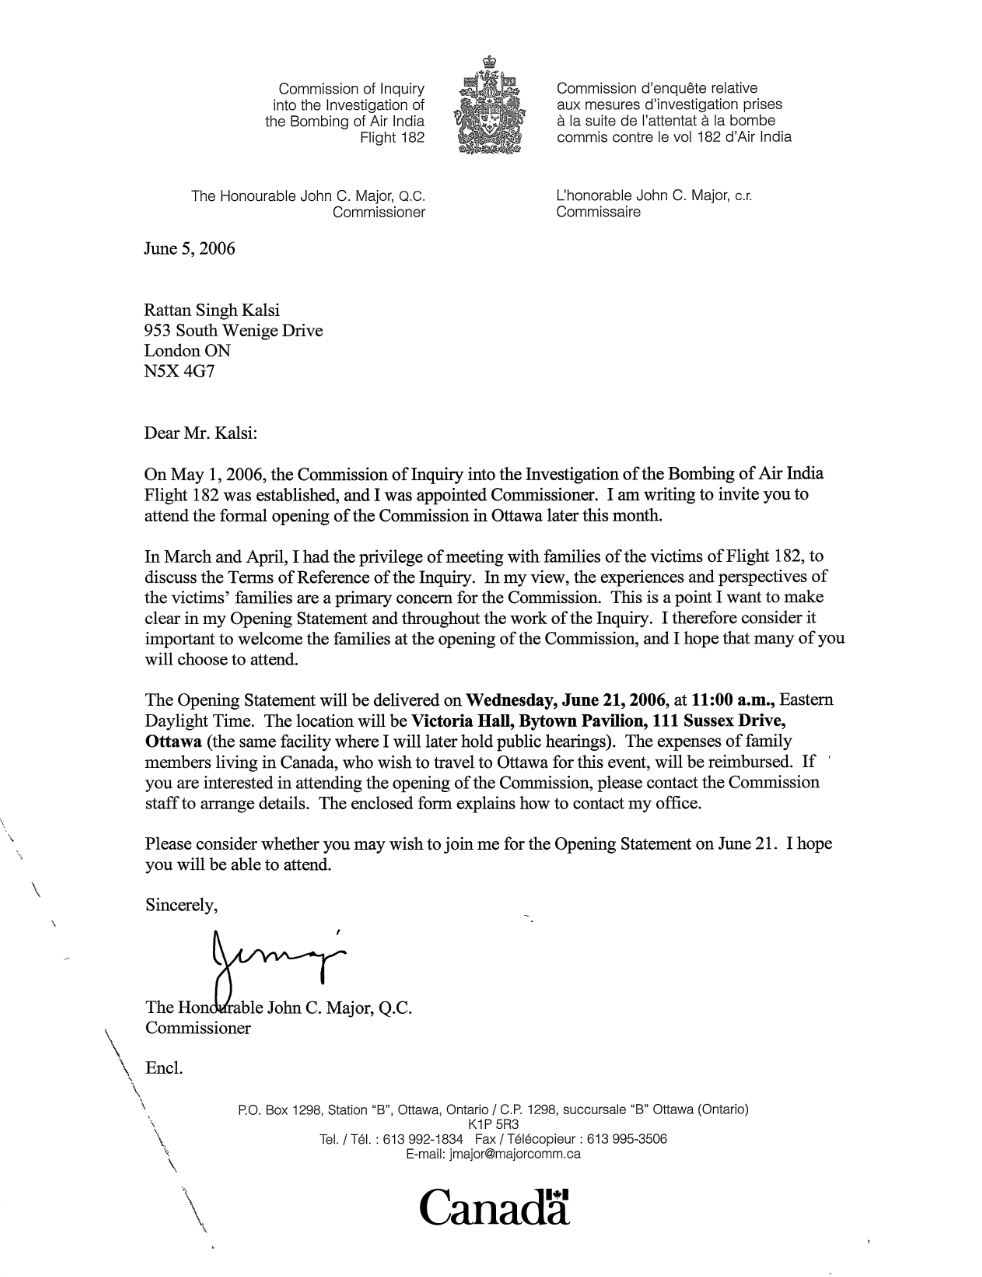 Commission of Inquiry
into the Investigation of
the Bombing of Air India
Flight 182
Commission d'enquête relative
aux mesures d'investigation prises
à la suite de l'attentat à la bombe
commis contre le vol 182 d'Air India
The Honourable John C. Major, Q.C.
Commissioner
L'honorable John C. Major, c.r.
Commissaire
June 5, 2006
Rattan Singh Kalsi
953 South Wenige Drive
London ON
N5X 4G7
Dear Mr. Kalsi:
On May 1, 2006, the Commission of Inquiry into the Investigation of the Bombing of Air India
Flight 182 was established, and I was appointed Commissioner. I am writing to invite you to
attend the formal opening of the Commission in Ottawa later this month.
In March and April, I had the privilege of meeting with families of the victims of Flight 182, to
discuss the Terms of Reference of the Inquiry. In my view, the experiences and perspectives of
the victims' families are a primary concern for the Commission. This is a point I want to make
clear in my Opening Statement and throughout the work of the Inquiry. I therefore consider it
important to welcome the families at the opening of the Commission, and I hope that many of you
will choose to attend.
The Opening Statement will be delivered on Wednesday, June 21, 2006, at 11:00 a.m., Eastern
Daylight Time. The location will be Victoria Hall, Bytown Pavilion, 111 Sussex Drive,
Ottawa (the same facility where I will later hold public hearings). The expenses of family
members living in Canada, who wish to travel to Ottawa for this event, will be reimbursed. If
you are interested in attending the opening of the Commission, please contact the Commission
staff to arrange details. The enclosed form explains how to contact my office.
Please consider whether you may wish to join me for the Opening Statement on June 21. I hope
you will be able to attend.
Sincerely,
The Honourable John C. Major, Q.C.
Commissioner
Encl.
P.O. Box 1298, Station "B", Ottawa, Ontario / C.P. 1298, succursale "B" Ottawa (Ontario)
K1P 5R3
Tel. / Tél. : 613 992-1834 Fax / Télécopieur : 613 995-3506
E-mail: jmajor@majorcomm.ca
Canada